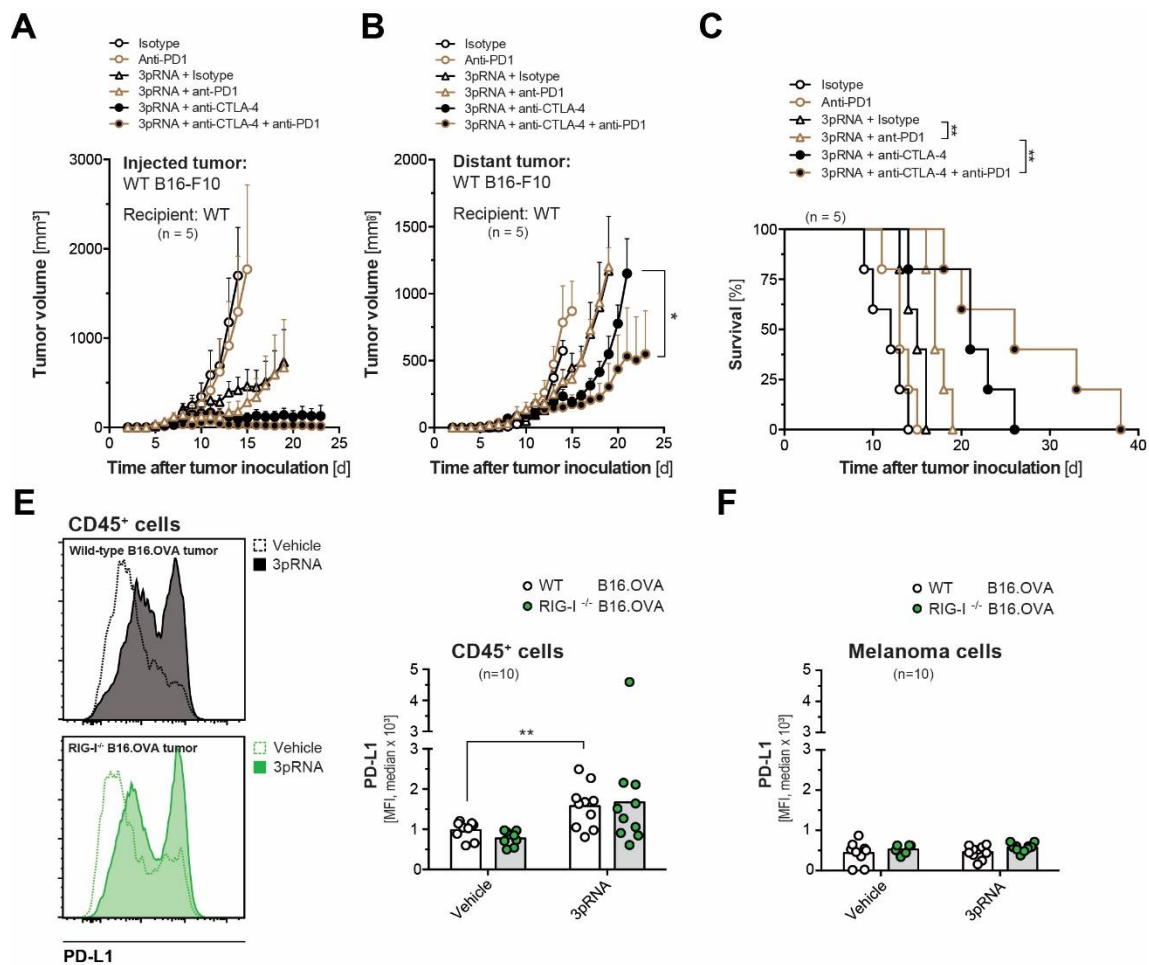 A
Isotype
Anti-PD1
3pRNA + Isotype
3pRNA + ant-PD1
3pRNA + anti-CTLA-4
3pRNA + anti-CTLA-4 + anti-PD1
Injected tumor:
WT B16-F10
Recipient: WT
(n = 5)
Tumor volume [mm³]
3000
2000
1000
0
0 5 10 15 20 25
Time after tumor inoculation [d]
B
Isotype
Anti-PD1
3pRNA + Isotype
3pRNA + ant-PD1
3pRNA + anti-CTLA-4
3pRNA + anti-CTLA-4 + anti-PD1
Distant tumor:
WT B16-F10
Recipient: WT
(n = 5)
Tumor volume
2000
1500
1000
500
0
*
0 5 10 15 20 25
Time after tumor inoculation [d]
C
Isotype
Anti-PD1
3pRNA + Isotype
3pRNA + ant-PD1
3pRNA + anti-CTLA-4
3pRNA + anti-CTLA-4 + anti-PD1
**
**
(n = 5)
Survival [%]
100
75
50
25
0
0 10 20 30 40
Time after tumor inoculation [d]
E
CD45⁺ cells
Wild-type B16.OVA tumor
Vehicle
3pRNA
RIG-I⁻/⁻ B16.OVA tumor
Vehicle
3pRNA
PD-L1
WT B16.OVA
RIG-I ⁻/⁻ B16.OVA
CD45⁺ cells
(n=10)
PD-L1
[MFI, median x 10³]
5
4
3
2
1
0
**
Vehicle
3pRNA
F
WT B16.OVA
RIG-I ⁻/⁻ B16.OVA
Melanoma cells
(n=10)
PD-L1
[MFI, median x 10³]
5
4
3
2
1
0
Vehicle
3pRNA